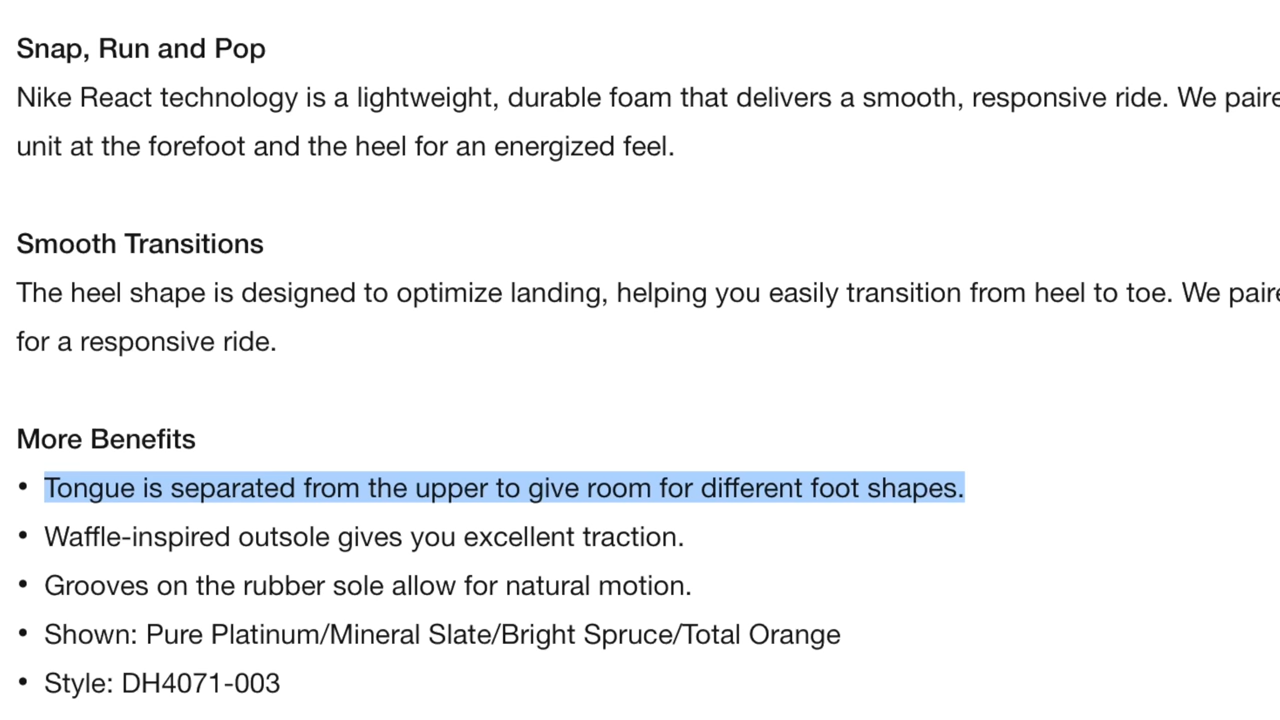 Snap, Run and Pop
Nike React technology is a lightweight, durable foam that delivers a smooth, responsive ride. We paire
unit at the forefoot and the heel for an energized feel.
Smooth Transitions
The heel shape is designed to optimize landing, helping you easily transition from heel to toe. We paire
for a responsive ride.
More Benefits
• Tongue is separated from the upper to give room for different foot shapes.
• Waffle-inspired outsole gives you excellent traction.
• Grooves on the rubber sole allow for natural motion.
• Shown: Pure Platinum/Mineral Slate/Bright Spruce/Total Orange
• Style: DH4071-003